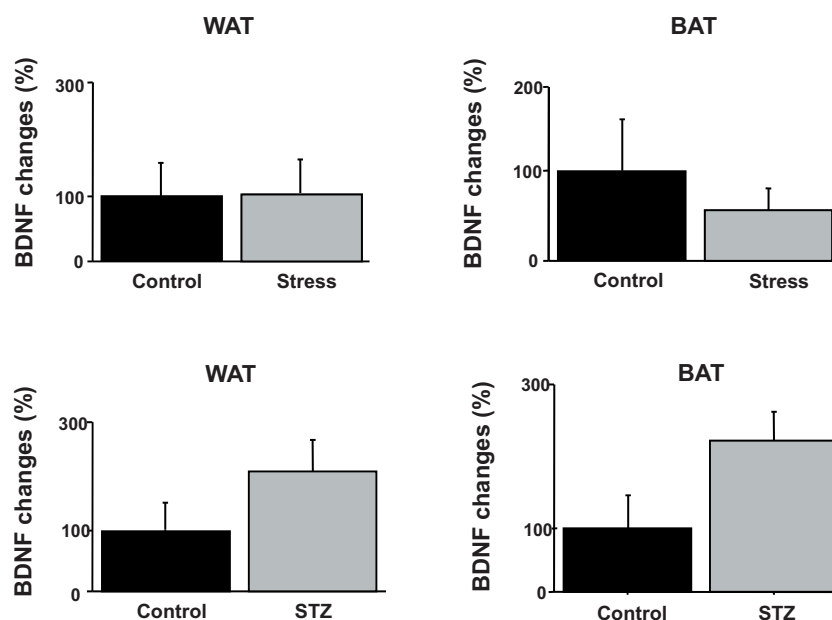 WAT
BDNF changes (%)
300
100
0
Control
Stress
BAT
BDNF changes (%)
200
100
0
Control
Stress
WAT
BDNF changes (%)
300
100
0
Control
STZ
BAT
BDNF changes (%)
300
100
0
Control
STZ